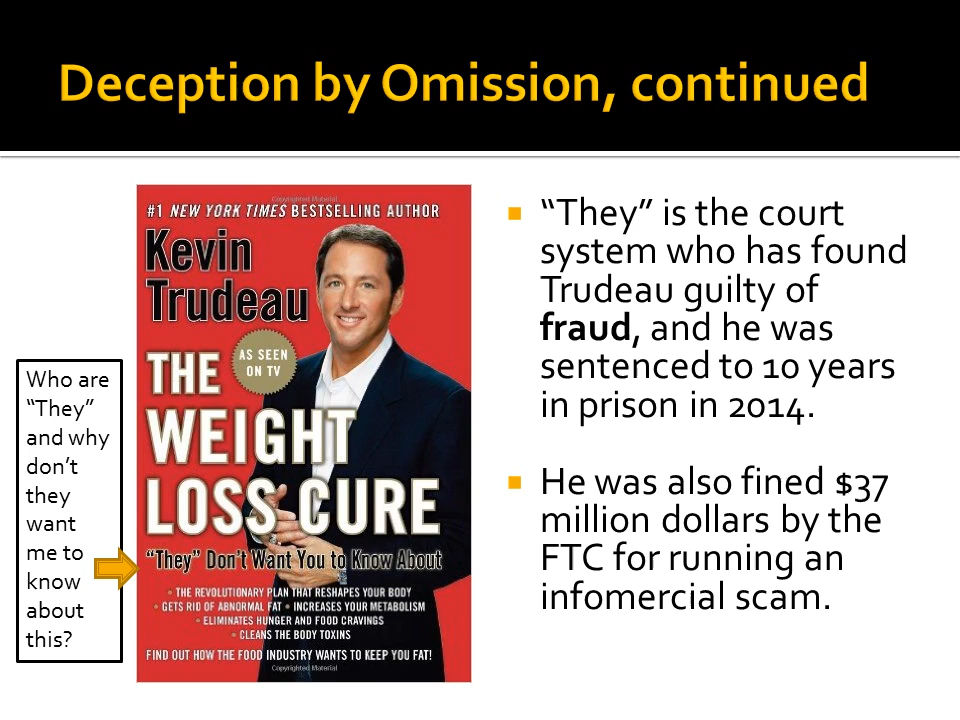 Deception by Omission, continued
Who are
“They”
and why
don’t
they
want
me to
know
about
this?
Copyrighted Material
#1 NEW YORK TIMES BESTSELLING AUTHOR
Kevin
Trudeau
AS SEEN
ON TV
THE
WEIGHT
LOSS CURE
“They” Don’t Want You to Know About
• THE REVOLUTIONARY PLAN THAT RESHAPES YOUR BODY
• GETS RID OF ABNORMAL FAT • INCREASES YOUR METABOLISM
• ELIMINATES HUNGER AND FOOD CRAVINGS
• CLEANS THE BODY TOXINS
FIND OUT HOW THE FOOD INDUSTRY WANTS TO KEEP YOU FAT!
Copyrighted Material
“They” is the court
system who has found
Trudeau guilty of
fraud, and he was
sentenced to 10 years
in prison in 2014.
He was also fined $37
million dollars by the
FTC for running an
infomercial scam.